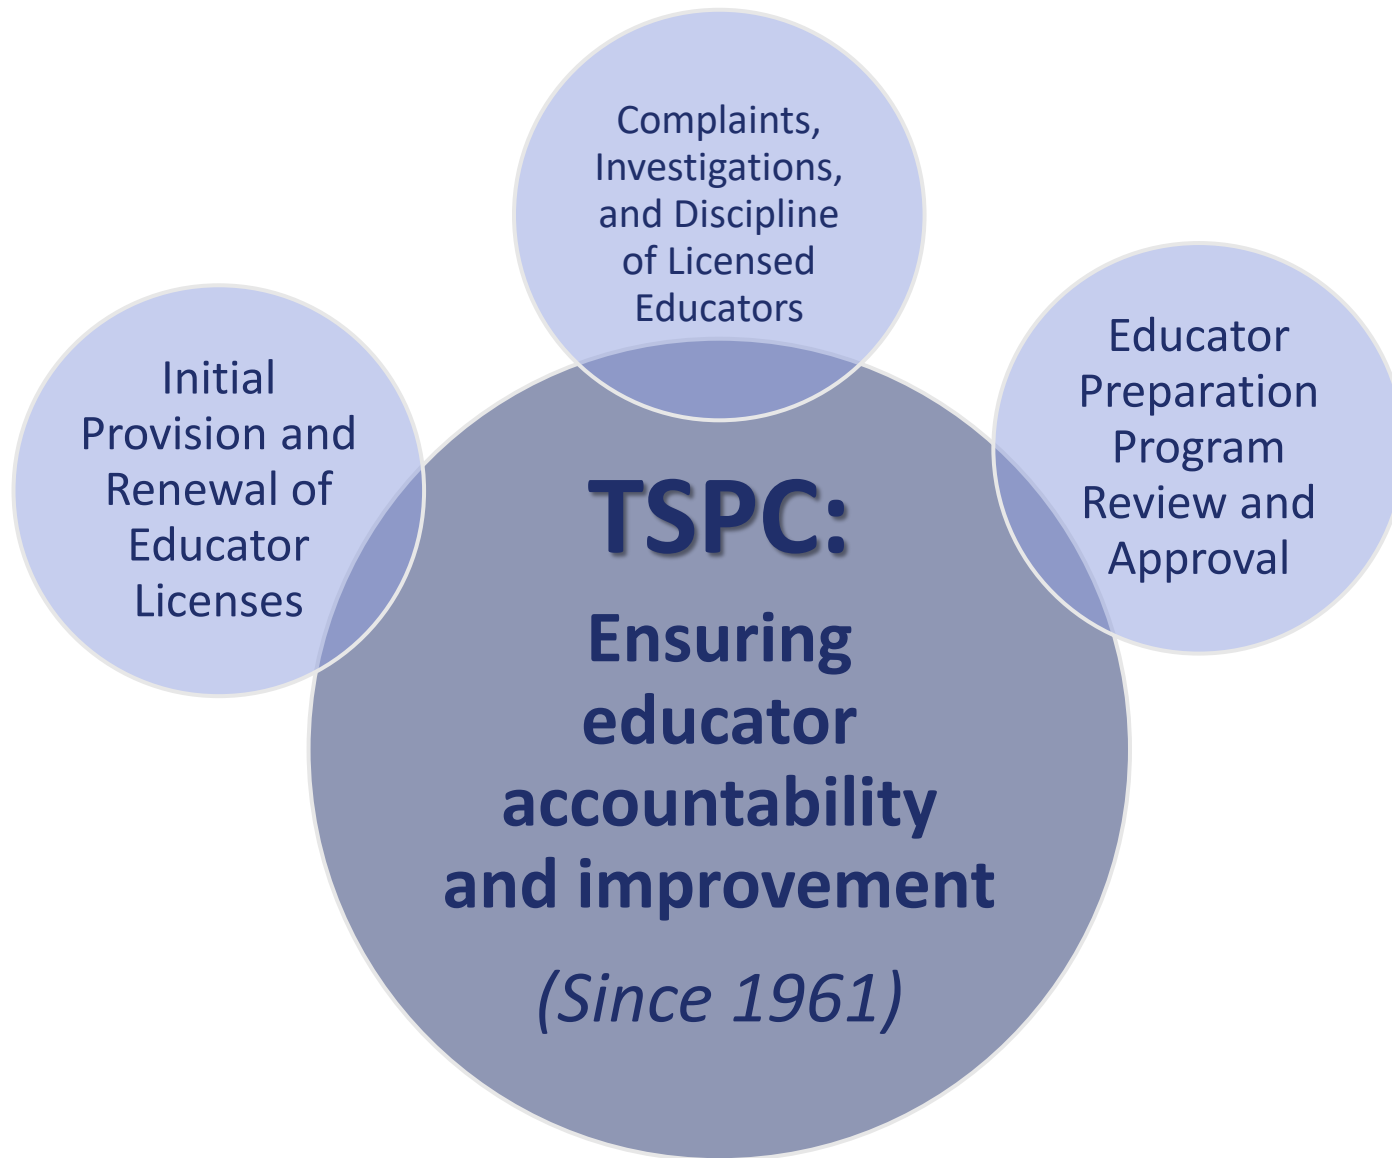 Complaints,
Investigations,
and Discipline
of Licensed
Educators
Initial
Provision and
Renewal of
Educator
Licenses
Educator
Preparation
Program
Review and
Approval
TSPC:
Ensuring
educator
accountability
and improvement
(Since 1961)